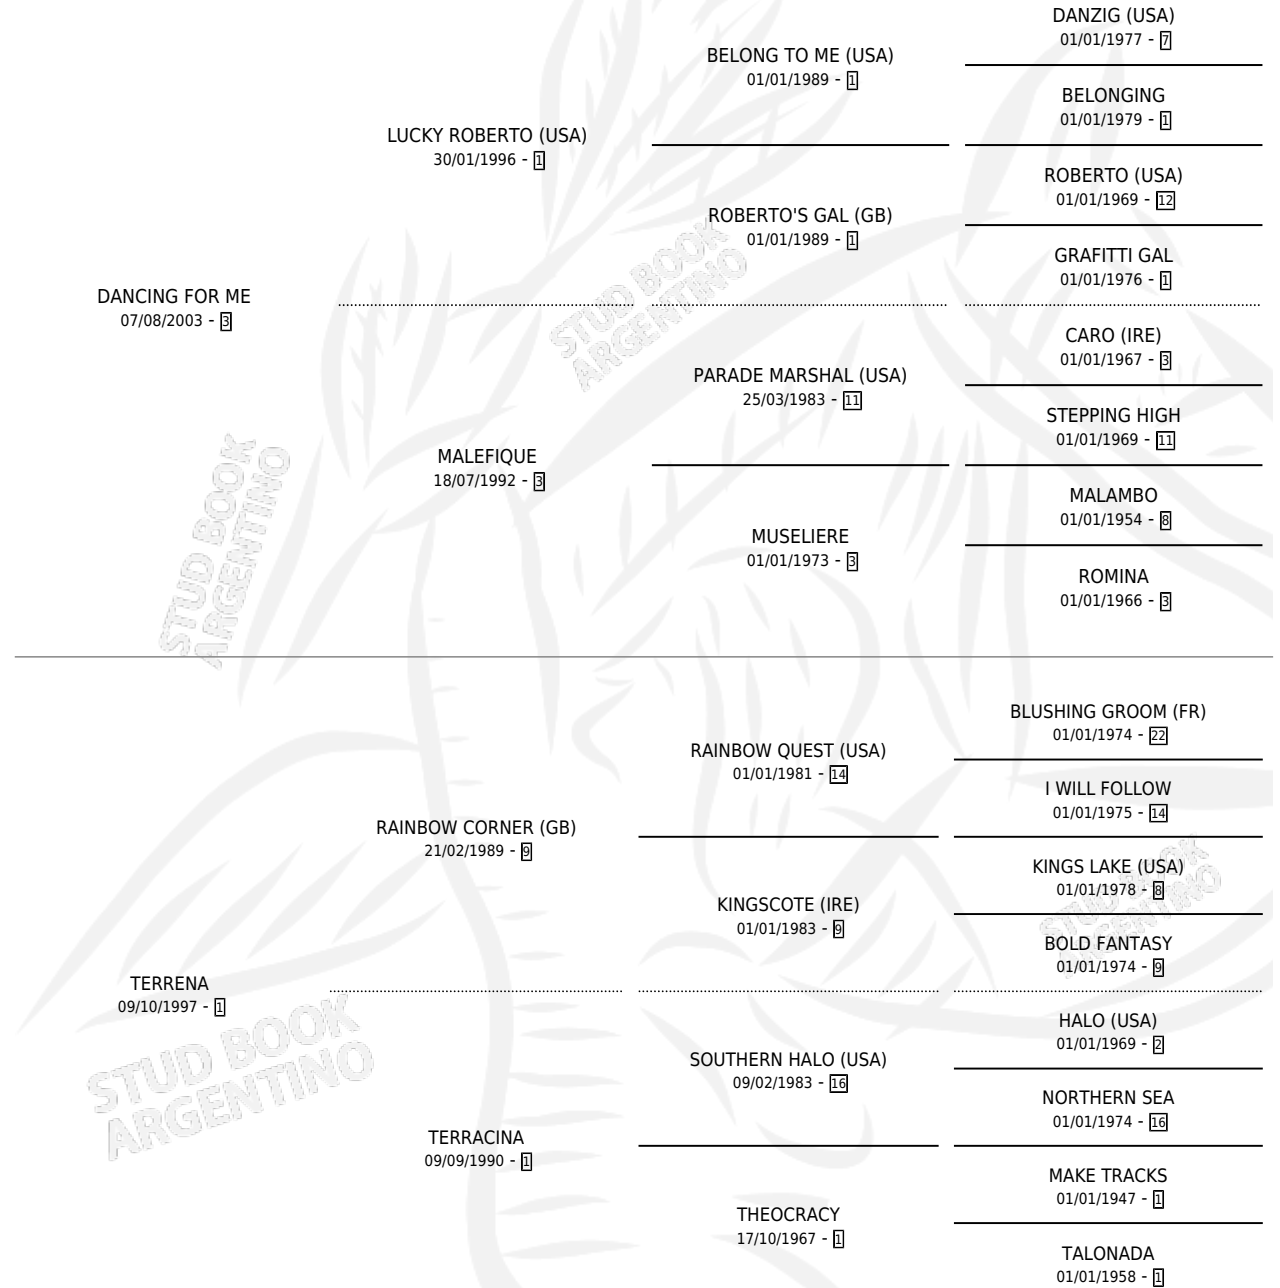 DANZIG (USA)
01/01/1977 - 7
BELONG TO ME (USA)
01/01/1989 - 1
BELONGING
01/01/1979 - 1
LUCKY ROBERTO (USA)
30/01/1996 - 1
ROBERTO (USA)
01/01/1969 - 12
ROBERTO'S GAL (GB)
01/01/1989 - 1
GRAFITTI GAL
01/01/1976 - 1
DANCING FOR ME
07/08/2003 - 3
CARO (IRE)
01/01/1967 - 3
PARADE MARSHAL (USA)
25/03/1983 - 11
STEPPING HIGH
01/01/1969 - 11
MALEFIQUE
18/07/1992 - 3
MALAMBO
01/01/1954 - 8
MUSELIERE
01/01/1973 - 3
ROMINA
01/01/1966 - 3
STUD BOOK
ARGENTINO
STUD BOOK
ARGENTINO
BLUSHING GROOM (FR)
01/01/1974 - 22
RAINBOW QUEST (USA)
01/01/1981 - 14
I WILL FOLLOW
01/01/1975 - 14
RAINBOW CORNER (GB)
21/02/1989 - 9
KINGS LAKE (USA)
01/01/1978 - 8
KINGSCOTE (IRE)
01/01/1983 - 9
BOLD FANTASY
01/01/1974 - 9
TERRENA
09/10/1997 - 1
HALO (USA)
01/01/1969 - 2
SOUTHERN HALO (USA)
09/02/1983 - 16
NORTHERN SEA
01/01/1974 - 16
TERRACINA
09/09/1990 - 1
MAKE TRACKS
01/01/1947 - 1
THEOCRACY
17/10/1967 - 1
TALONADA
01/01/1958 - 1
STUD BOOK
ARGENTINO
STUD BOOK
ARGENTINO